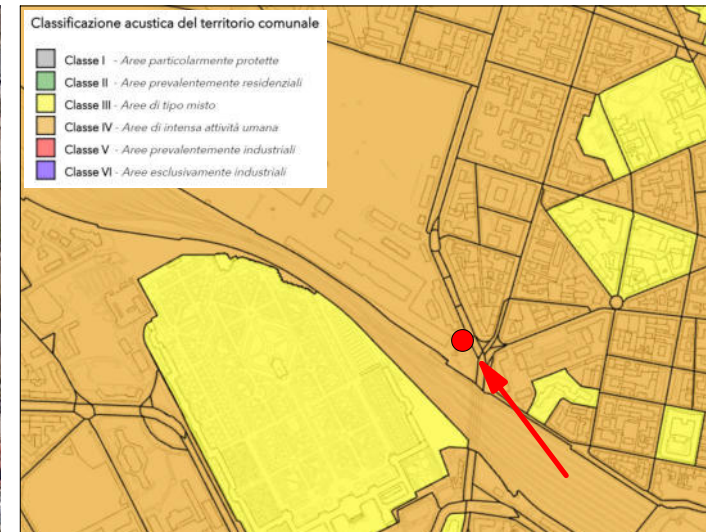 Classificazione acustica del territorio comunale
Classe I - Aree particolarmente protette
Classe II - Aree prevalentemente residenziali
Classe III - Aree di tipo misto
Classe IV - Aree di intensa attività umana
Classe V - Aree prevalentemente industriali
Classe VI - Aree esclusivamente industriali